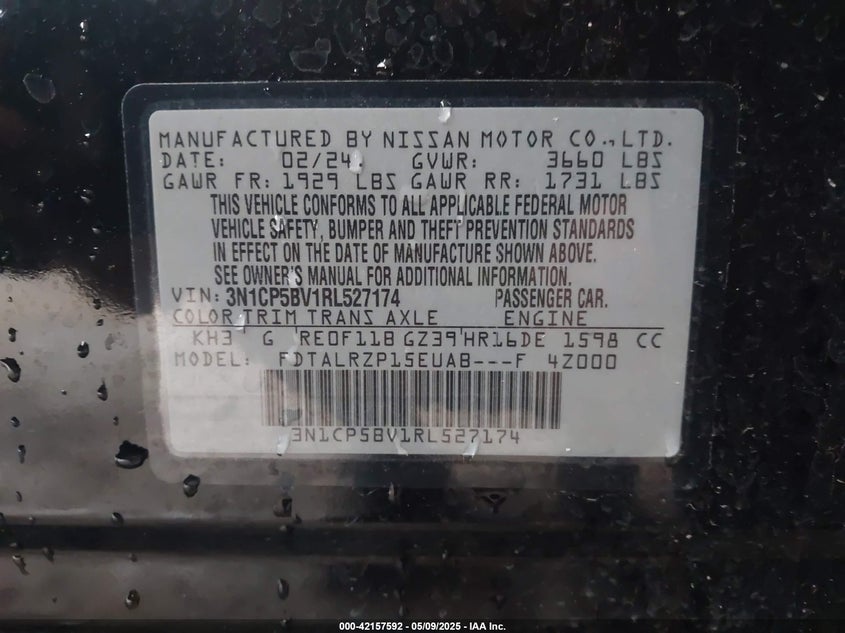 MANUFACTURED BY NISSAN MOTOR CO., LTD.
DATE: 02/24 GVWR: 3660 LBS
GAWR FR: 1929 LBS GAWR RR: 1731 LBS
THIS VEHICLE CONFORMS TO ALL APPLICABLE FEDERAL MOTOR
VEHICLE SAFETY, BUMPER AND THEFT PREVENTION STANDARDS
IN EFFECT ON THE DATE OF MANUFACTURE SHOWN ABOVE.
SEE OWNER'S MANUAL FOR ADDITIONAL INFORMATION.
VIN: 3N1CP5BV1RL527174 PASSENGER CAR.
COLOR TRIM TRANS AXLE ENGINE
KH3 G RE0F11B GZ39 HR16DE 1598 CC
MODEL: FDTALRZP15EUAB---F 4Z000
3N1CP5BV1RL527174
000-42157592 - 05/09/2025 - IAA Inc.